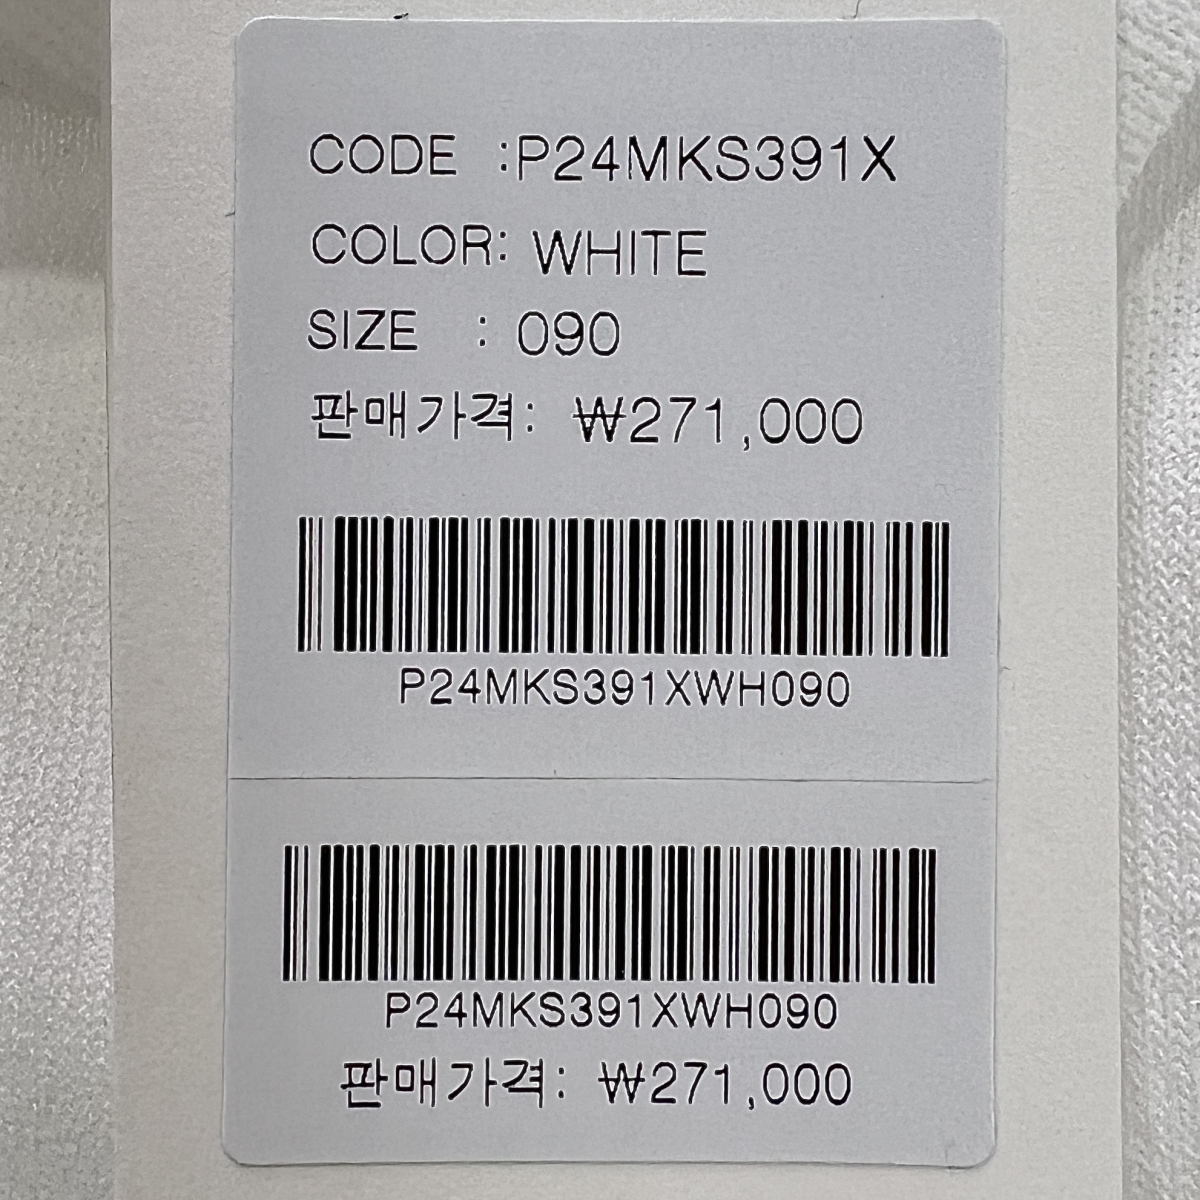 CODE :P24MKS391X
COLOR: WHITE
SIZE : 090
판매가격: ₩271,000
P24MKS391XWH090
P24MKS391XWH090
판매가격: ₩271,000